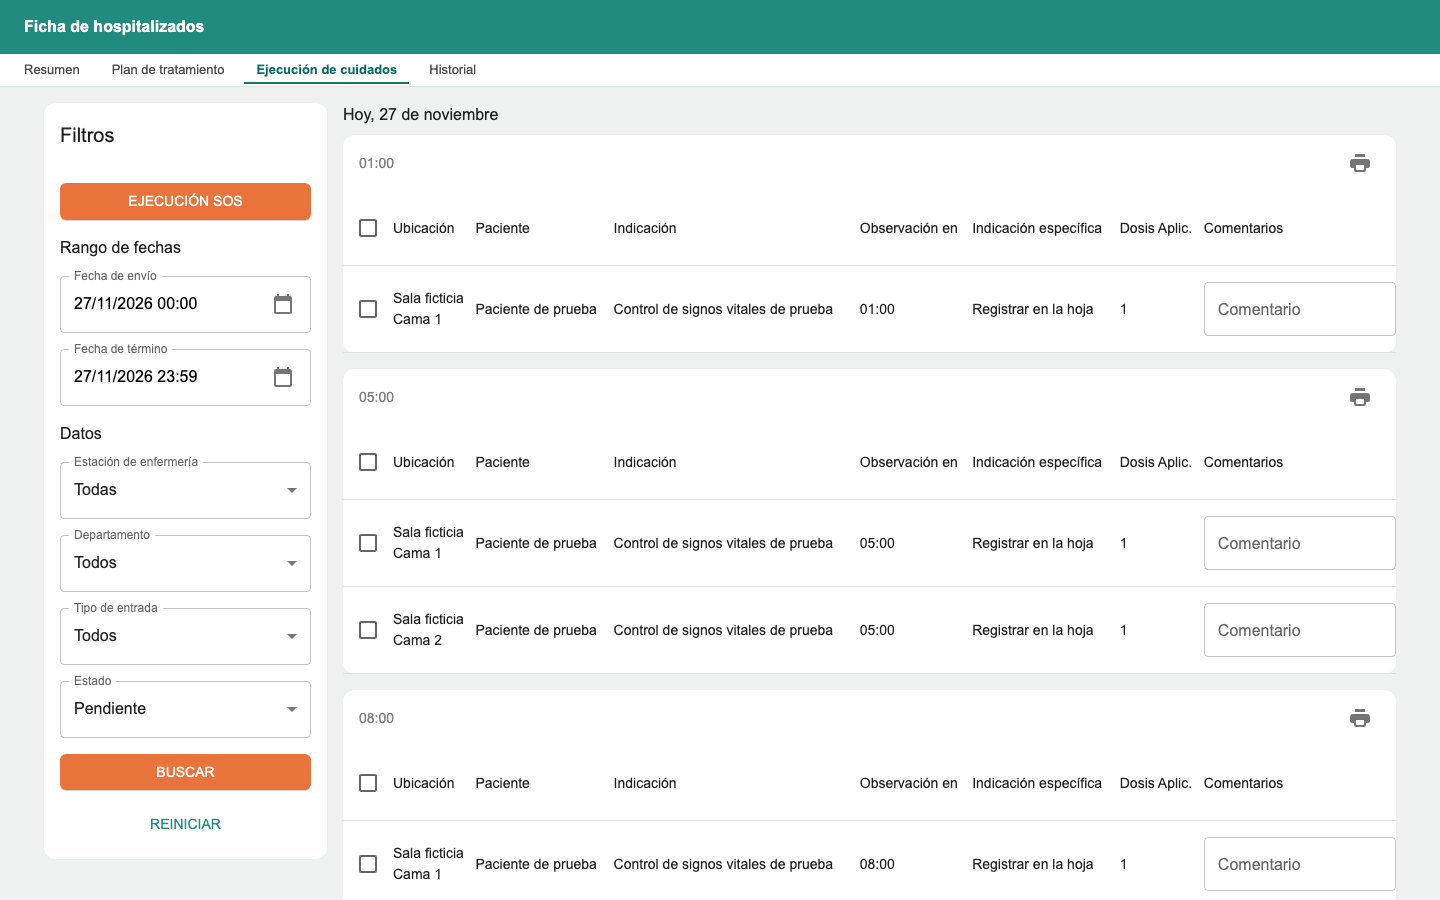 Ficha de hospitalizados
Resumen Plan de tratamiento Ejecución de cuidados Historial
Filtros
EJECUCIÓN SOS
Rango de fechas
Fecha de envío
27/11/2026 00:00
Fecha de término
27/11/2026 23:59
Datos
Estación de enfermería
Todas
Departamento
Todos
Tipo de entrada
Todos
Estado
Pendiente
BUSCAR
REINICIAR
Hoy, 27 de noviembre
01:00
Ubicación Paciente Indicación Observación en Indicación específica Dosis Aplic. Comentarios
Sala ficticia
Cama 1 Paciente de prueba Control de signos vitales de prueba 01:00 Registrar en la hoja 1 Comentario
05:00
Ubicación Paciente Indicación Observación en Indicación específica Dosis Aplic. Comentarios
Sala ficticia
Cama 1 Paciente de prueba Control de signos vitales de prueba 05:00 Registrar en la hoja 1 Comentario
Sala ficticia
Cama 2 Paciente de prueba Control de signos vitales de prueba 05:00 Registrar en la hoja 1 Comentario
08:00
Ubicación Paciente Indicación Observación en Indicación específica Dosis Aplic. Comentarios
Sala ficticia
Cama 1 Paciente de prueba Control de signos vitales de prueba 08:00 Registrar en la hoja 1 Comentario